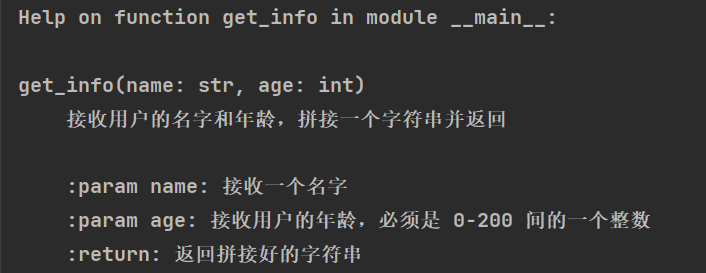 Help on function get_info in module __main__:
get_info(name: str, age: int)
接收用户的名字和年龄，拼接一个字符串并返回
:param name: 接收一个名字
:param age: 接收用户的年龄，必须是 0-200 间的一个整数
:return: 返回拼接好的字符串